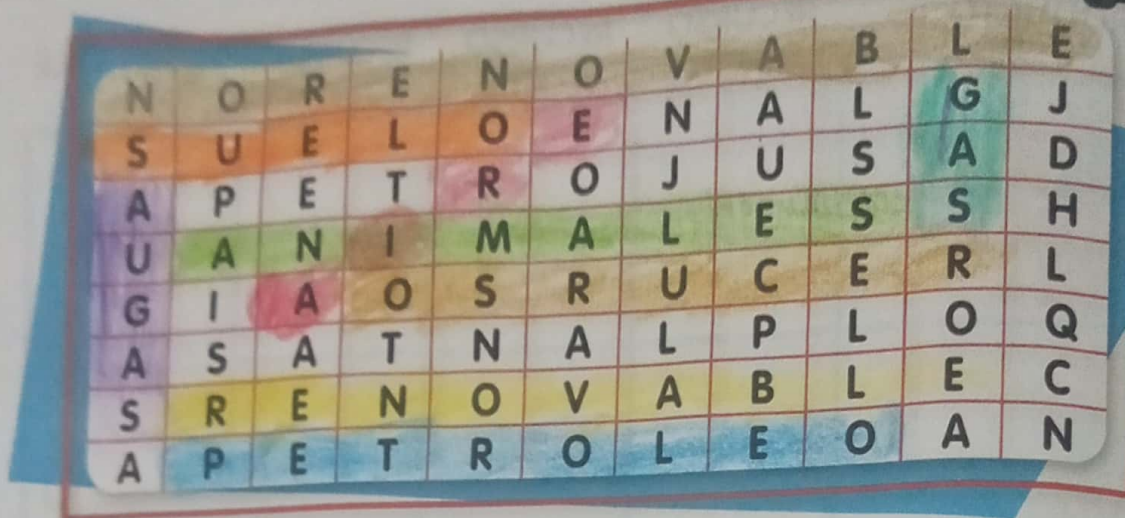 N O R E N O V A B L E
S U E L O E N A L G J
A P E T R O J U S A D
U A N I M A L E S S H
G I A O S R U C E R L
A S A T N A L P L O Q
S R E N O V A B L E C
A P E T R O L E O A N